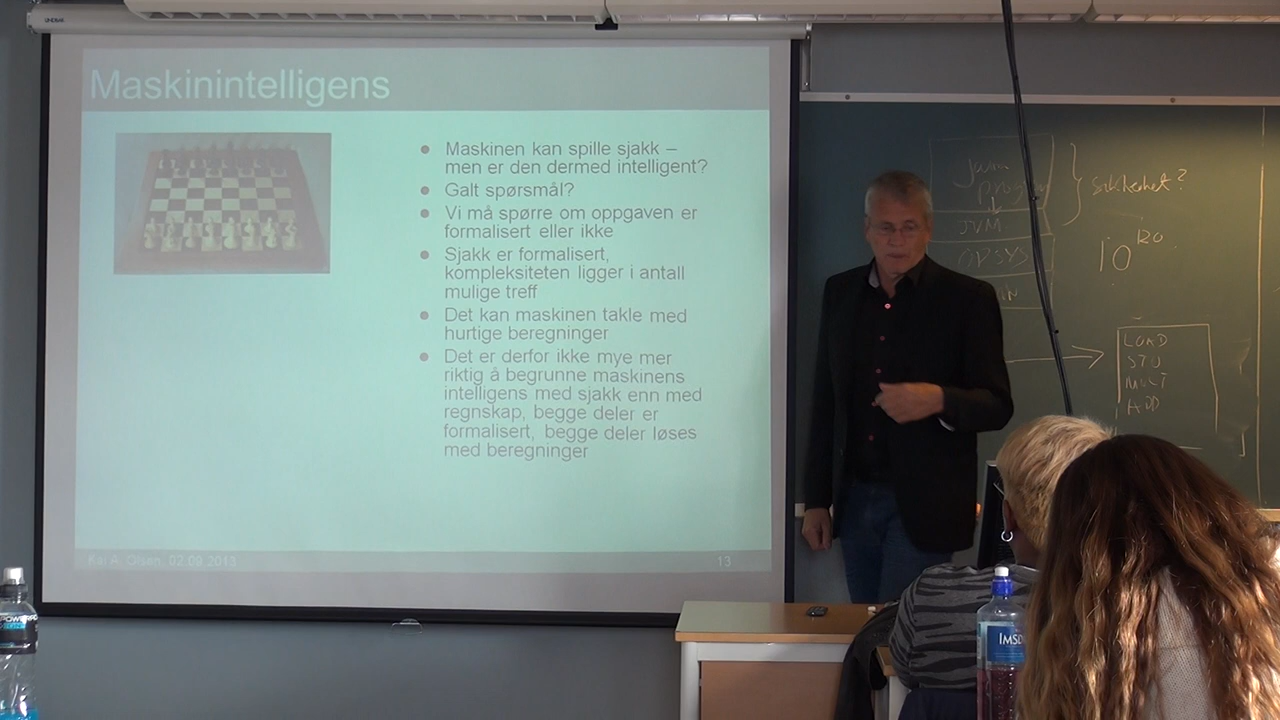 Maskinintelligens
● Maskinen kan spille sjakk –
men er den dermed intelligent?
● Galt spørsmål?
● Vi må spørre om oppgaven er
formalisert eller ikke
● Sjakk er formalisert,
kompleksiteten ligger i antall
mulige treff
● Det kan maskinen takle med
hurtige beregninger
● Det er derfor ikke mye mer
riktig å begrunne maskinens
intelligens med sjakk enn med
regnskap, begge deler er
formalisert, begge deler løses
med beregninger
Kai A. Olsen, 02.09.2013
13
JVM
OPSYS
Sikkerhet?
10^120
LOAD
STO
MULT
ADD
IMSD